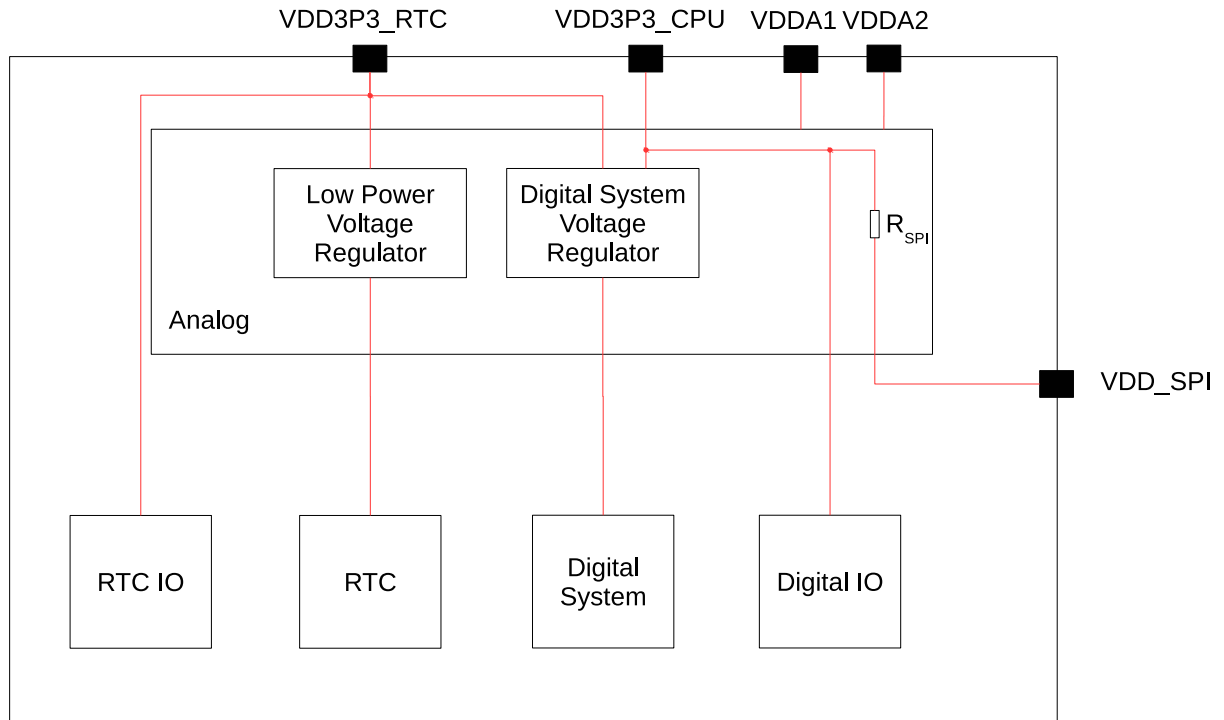 VDD3P3_RTC
VDD3P3_CPU
VDDA1
VDDA2
Low Power
Voltage
Regulator
Digital System
Voltage
Regulator
RSPI
Analog
VDD_SPI
RTC IO
RTC
Digital
System
Digital IO